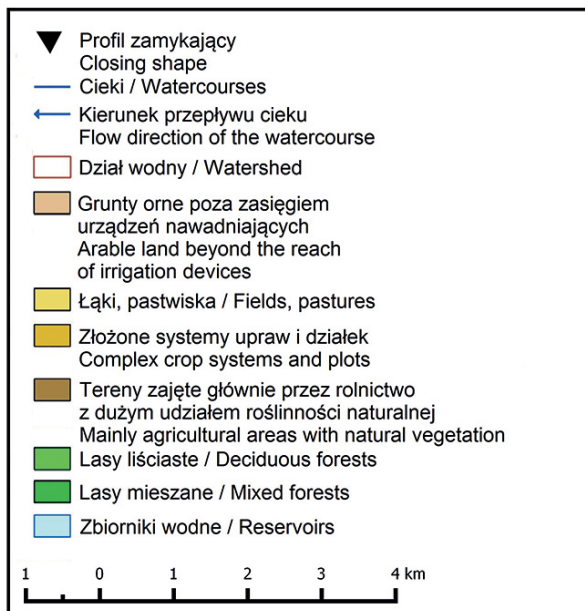 Profil zamykający
Closing shape
Cieki / Watercourses
Kierunek przepływu cieku
Flow direction of the watercourse
Dział wodny / Watershed
Grunty orne poza zasięgiem
urządzeń nawadniających
Arable land beyond the reach
of irrigation devices
Łąki, pastwiska / Fields, pastures
Złożone systemy upraw i działek
Complex crop systems and plots
Tereny zajęte głównie przez rolnictwo
z dużym udziałem roślinności naturalnej
Mainly agricultural areas with natural vegetation
Lasy liściaste / Deciduous forests
Lasy mieszane / Mixed forests
Zbiorniki wodne / Reservoirs
1 0 1 2 3 4 km